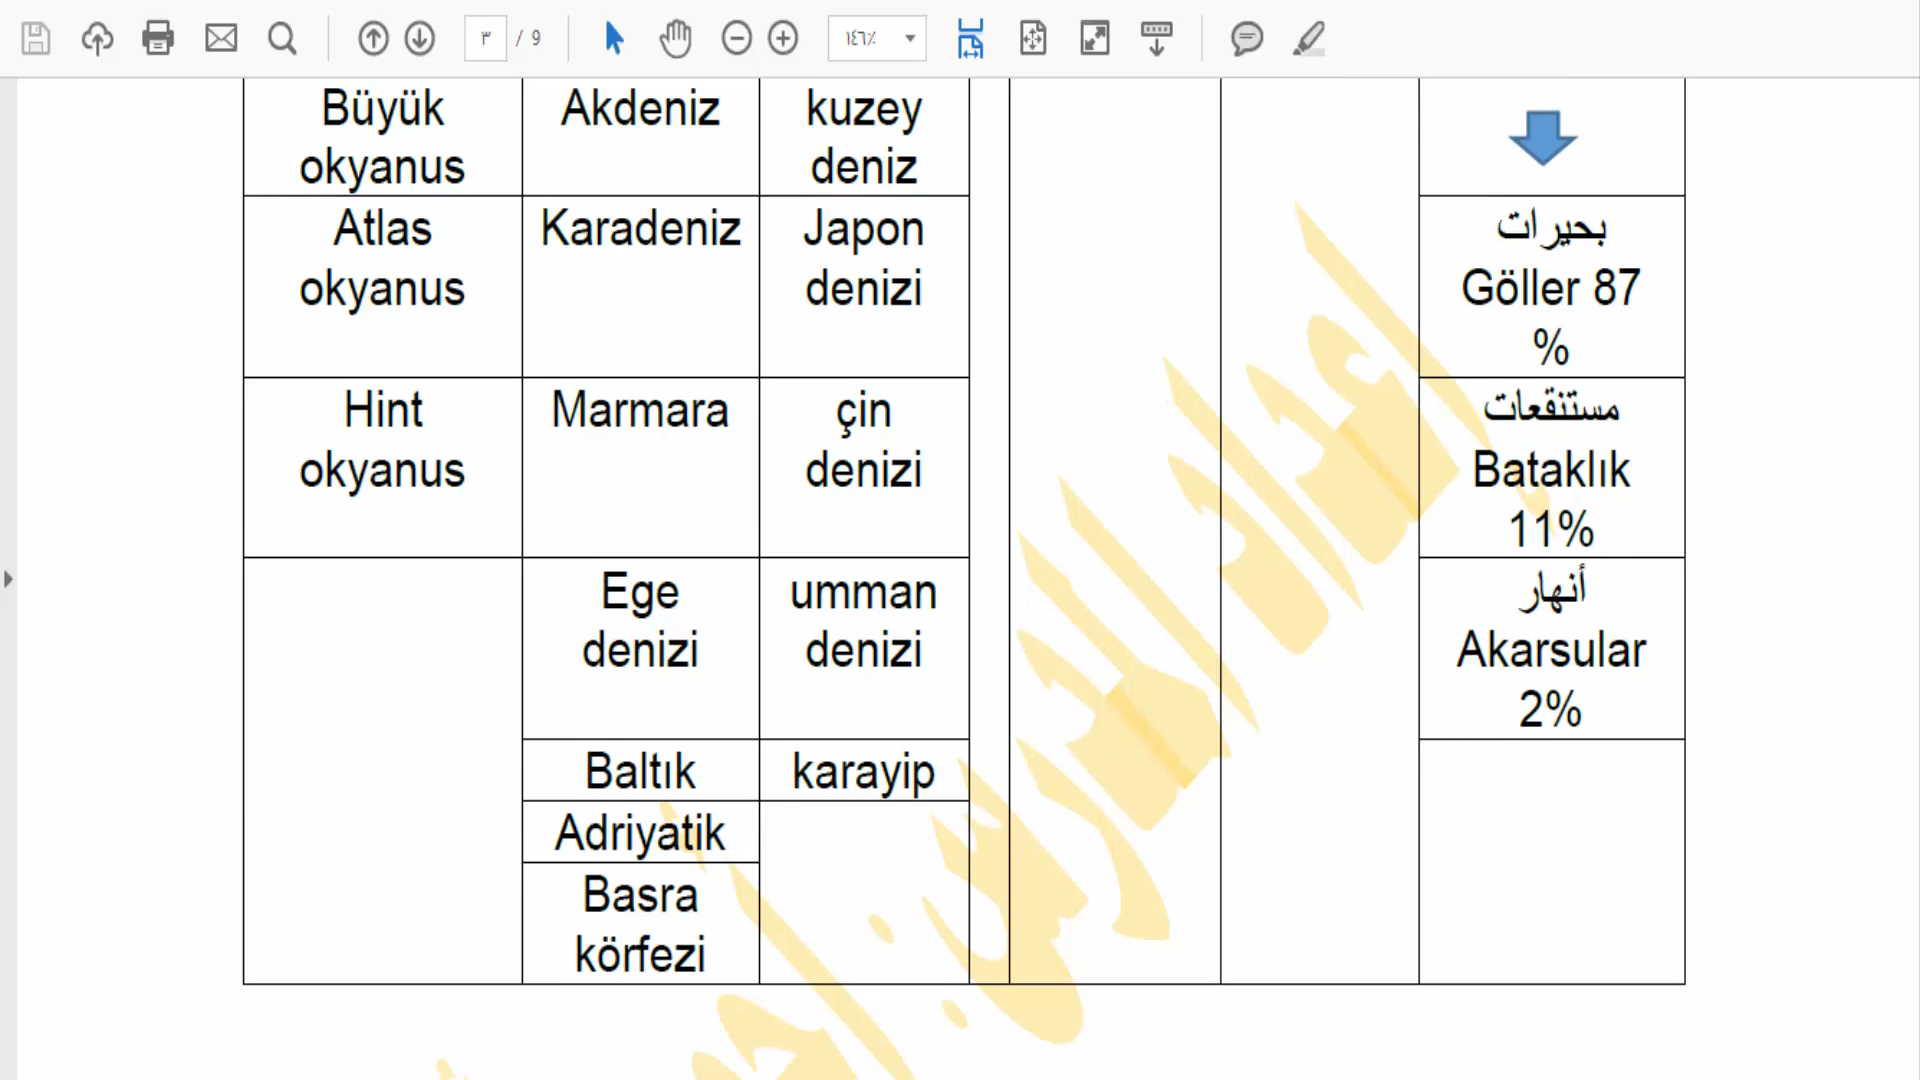 ٣ / 9
١٤٦٪
Büyük
okyanus
Akdeniz
kuzey
deniz
Atlas
okyanus
Karadeniz
Japon
denizi
بحيرات
Göller 87
%
Hint
okyanus
Marmara
çin
denizi
مستنقعات
Bataklık
11%
Ege
denizi
umman
denizi
أنهار
Akarsular
2%
Baltık
karayip
Adriyatik
Basra
körfezi